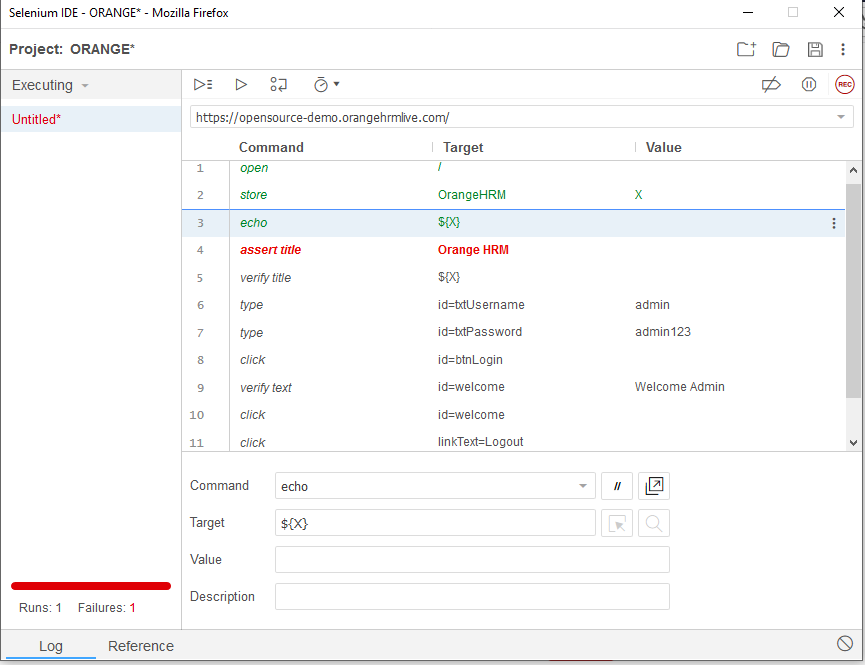 Selenium IDE - ORANGE* - Mozilla Firefox
Project: ORANGE*
Executing
REC
Untitled*
https://opensource-demo.orangehrmlive.com/
Command Target Value
1 open /
2 store OrangeHRM X
3 echo ${X}
4 assert title Orange HRM
5 verify title ${X}
6 type id=txtUsername admin
7 type id=txtPassword admin123
8 click id=btnLogin
9 verify text id=welcome Welcome Admin
10 click id=welcome
11 click linkText=Logout
Command echo //
Target ${X}
Value
Description
Runs: 1 Failures: 1
Log Reference